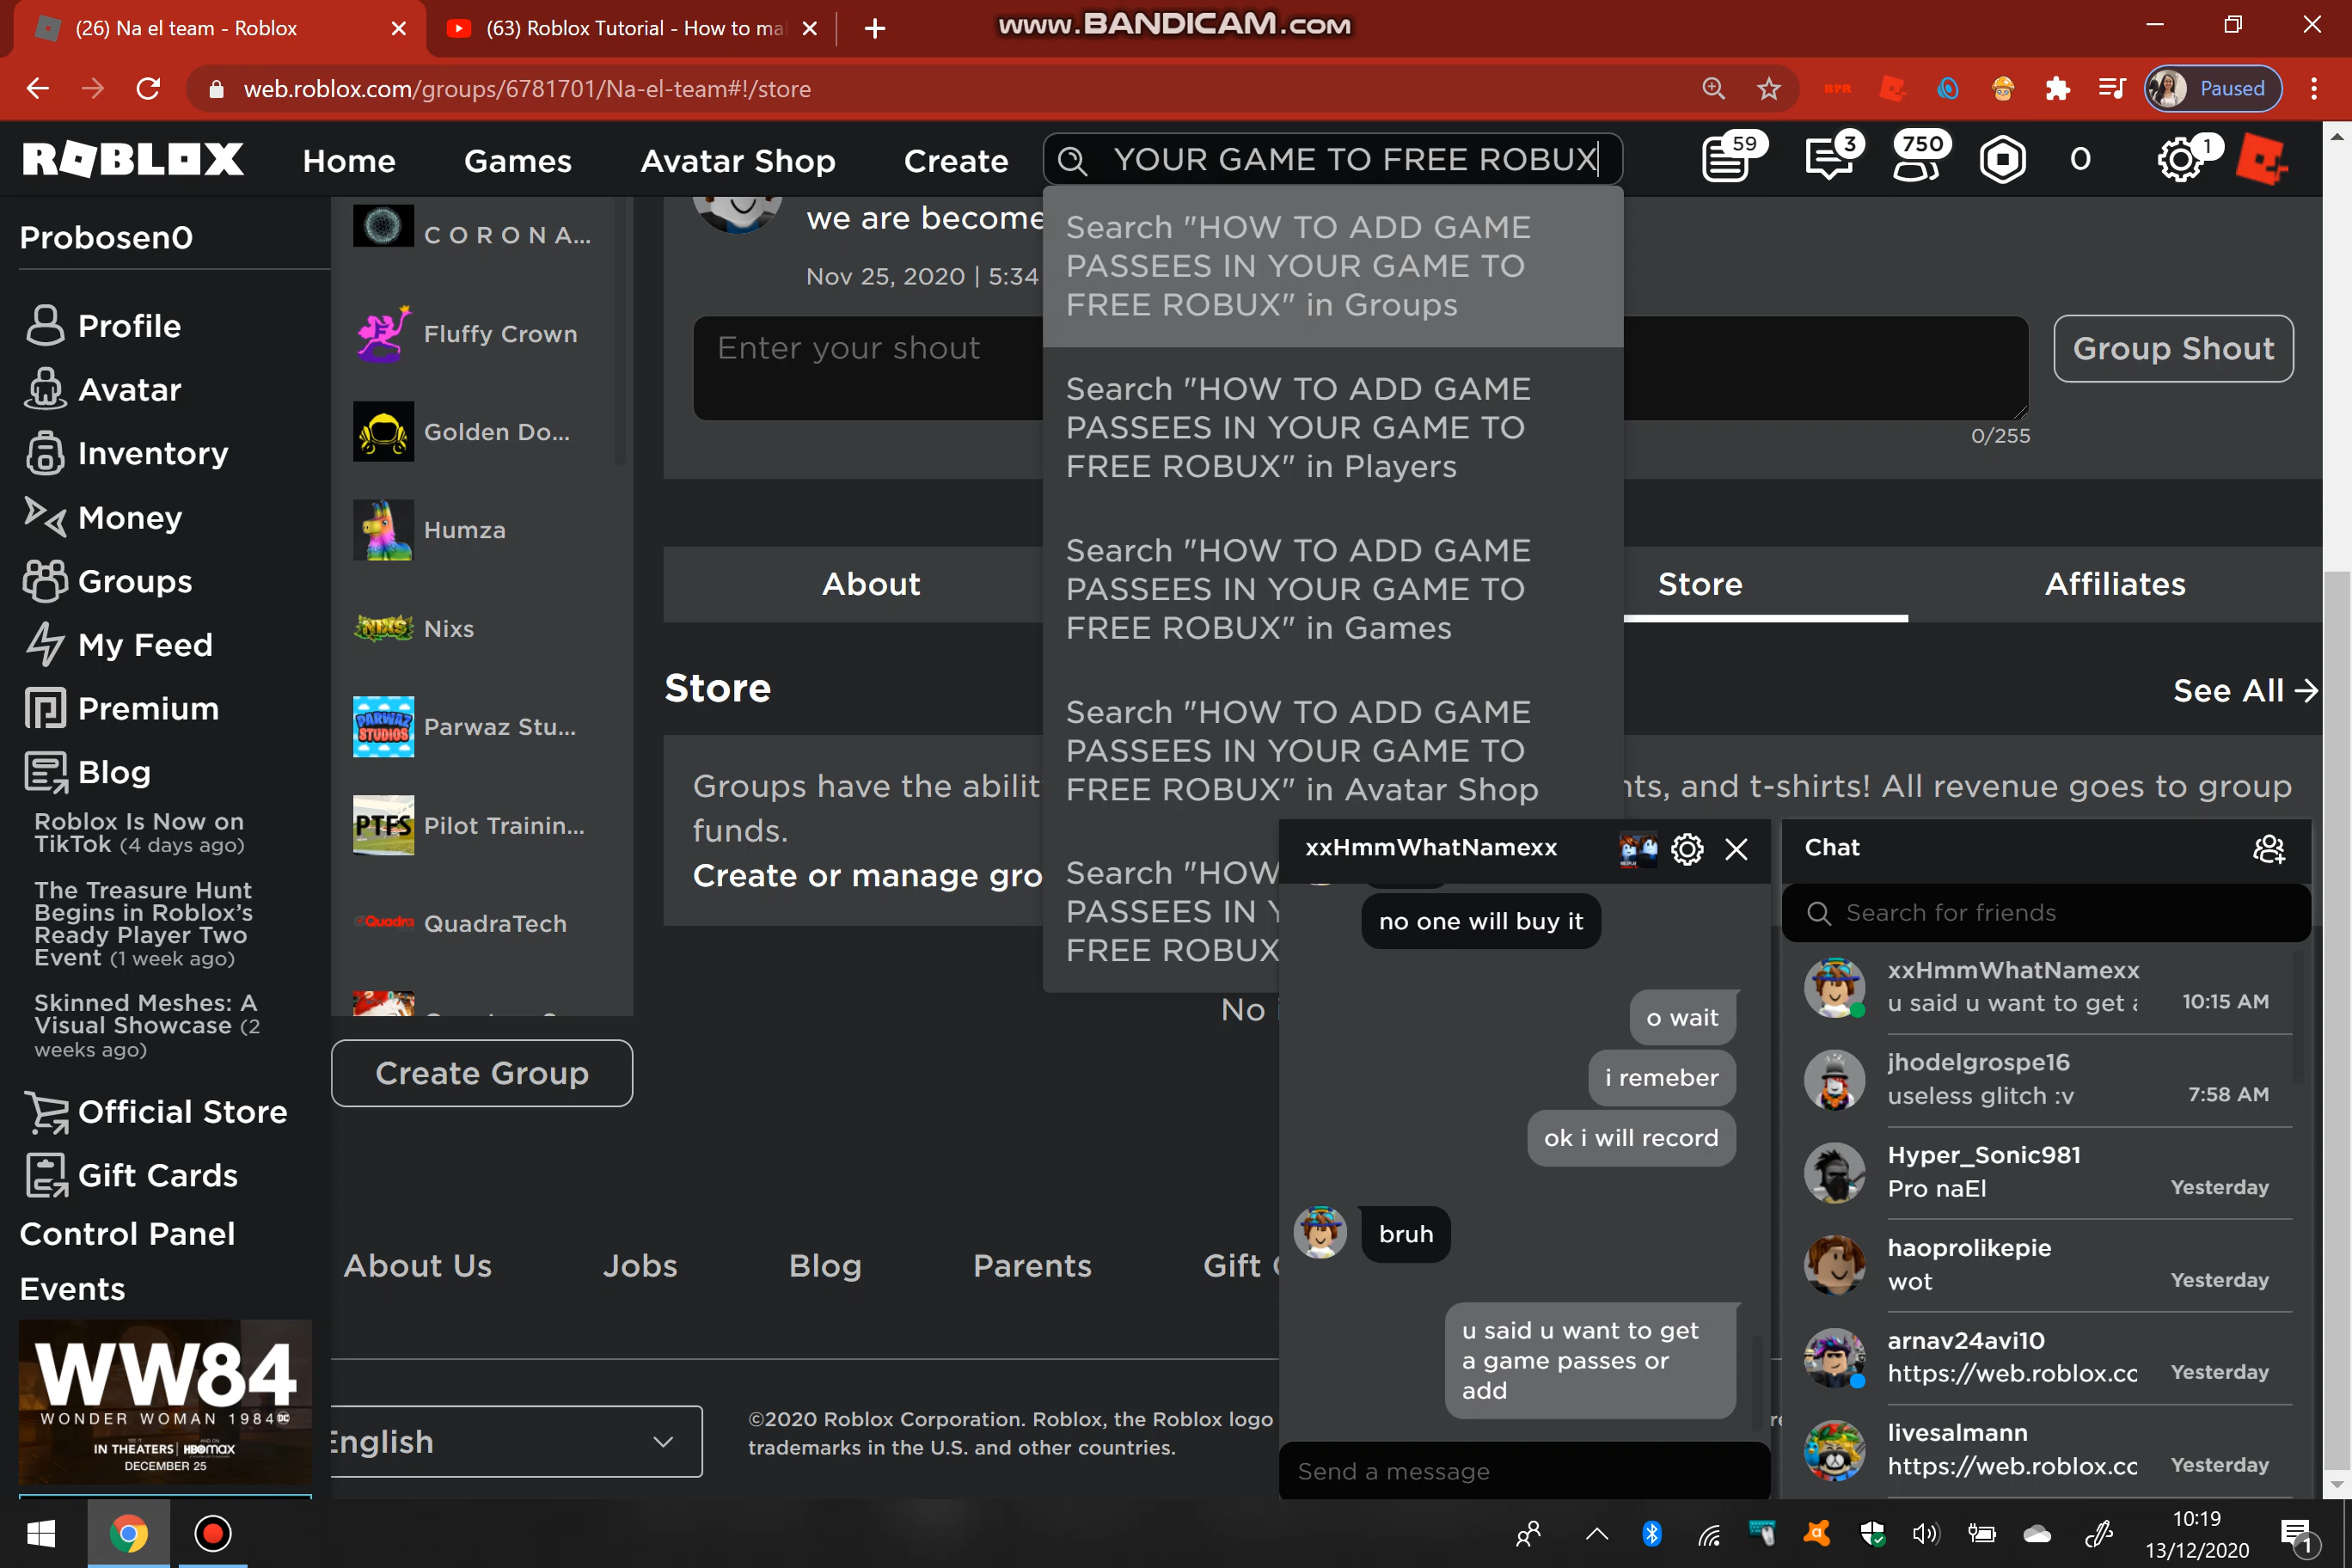 (26) Na el team - Roblox
(63) Roblox Tutorial - How to ma
www.BANDICAM.com
web.roblox.com/groups/6781701/Na-el-team#!/store
BPR
Paused
ROBLOX
Home
Games
Avatar Shop
Create
YOUR GAME TO FREE ROBUX
59
3
750
0
1
Probosen0
Profile
Avatar
Inventory
Money
Groups
My Feed
Premium
Blog
Roblox Is Now on
TikTok (4 days ago)
The Treasure Hunt
Begins in Roblox's
Ready Player Two
Event (1 week ago)
Skinned Meshes: A
Visual Showcase (2
weeks ago)
Official Store
Gift Cards
Control Panel
Events
WW84
WONDER WOMAN 1984
IN THEATERS | HBOmax
DECEMBER 25
C O R O N A...
Fluffy Crown
Golden Do...
Humza
NIXS
Nixs
PARWAZ
STUDIOS
Parwaz Stu...
PTFS
Pilot Trainin...
Quadra
QuadraTech
Create Group
we are become
Nov 25, 2020 | 5:34
Enter your shout
Group Shout
0/255
Search "HOW TO ADD GAME
PASSEES IN YOUR GAME TO
FREE ROBUX" in Groups
Search "HOW TO ADD GAME
PASSEES IN YOUR GAME TO
FREE ROBUX" in Players
Search "HOW TO ADD GAME
PASSEES IN YOUR GAME TO
FREE ROBUX" in Games
Search "HOW TO ADD GAME
PASSEES IN YOUR GAME TO
FREE ROBUX" in Avatar Shop
Search "HOW
PASSEES IN Y
FREE ROBUX
About
Store
Affiliates
Store
See All
Groups have the abilit
nts, and t-shirts! All revenue goes to group
funds.
Create or manage gro
No
About Us
Jobs
Blog
Parents
Gift
English
©2020 Roblox Corporation. Roblox, the Roblox logo
trademarks in the U.S. and other countries.
xxHmmWhatNamexx
no one will buy it
o wait
i remeber
ok i will record
bruh
u said u want to get
a game passes or
add
Send a message
Chat
Search for friends
xxHmmWhatNamexx
u said u want to get a
10:15 AM
jhodelgrospe16
useless glitch :v
7:58 AM
Hyper_Sonic981
Pro naEl
Yesterday
haoprolikepie
wot
Yesterday
arnav24avi10
https://web.roblox.cc
Yesterday
livesalmann
https://web.roblox.cc
Yesterday
10:19
13/12/2020
1